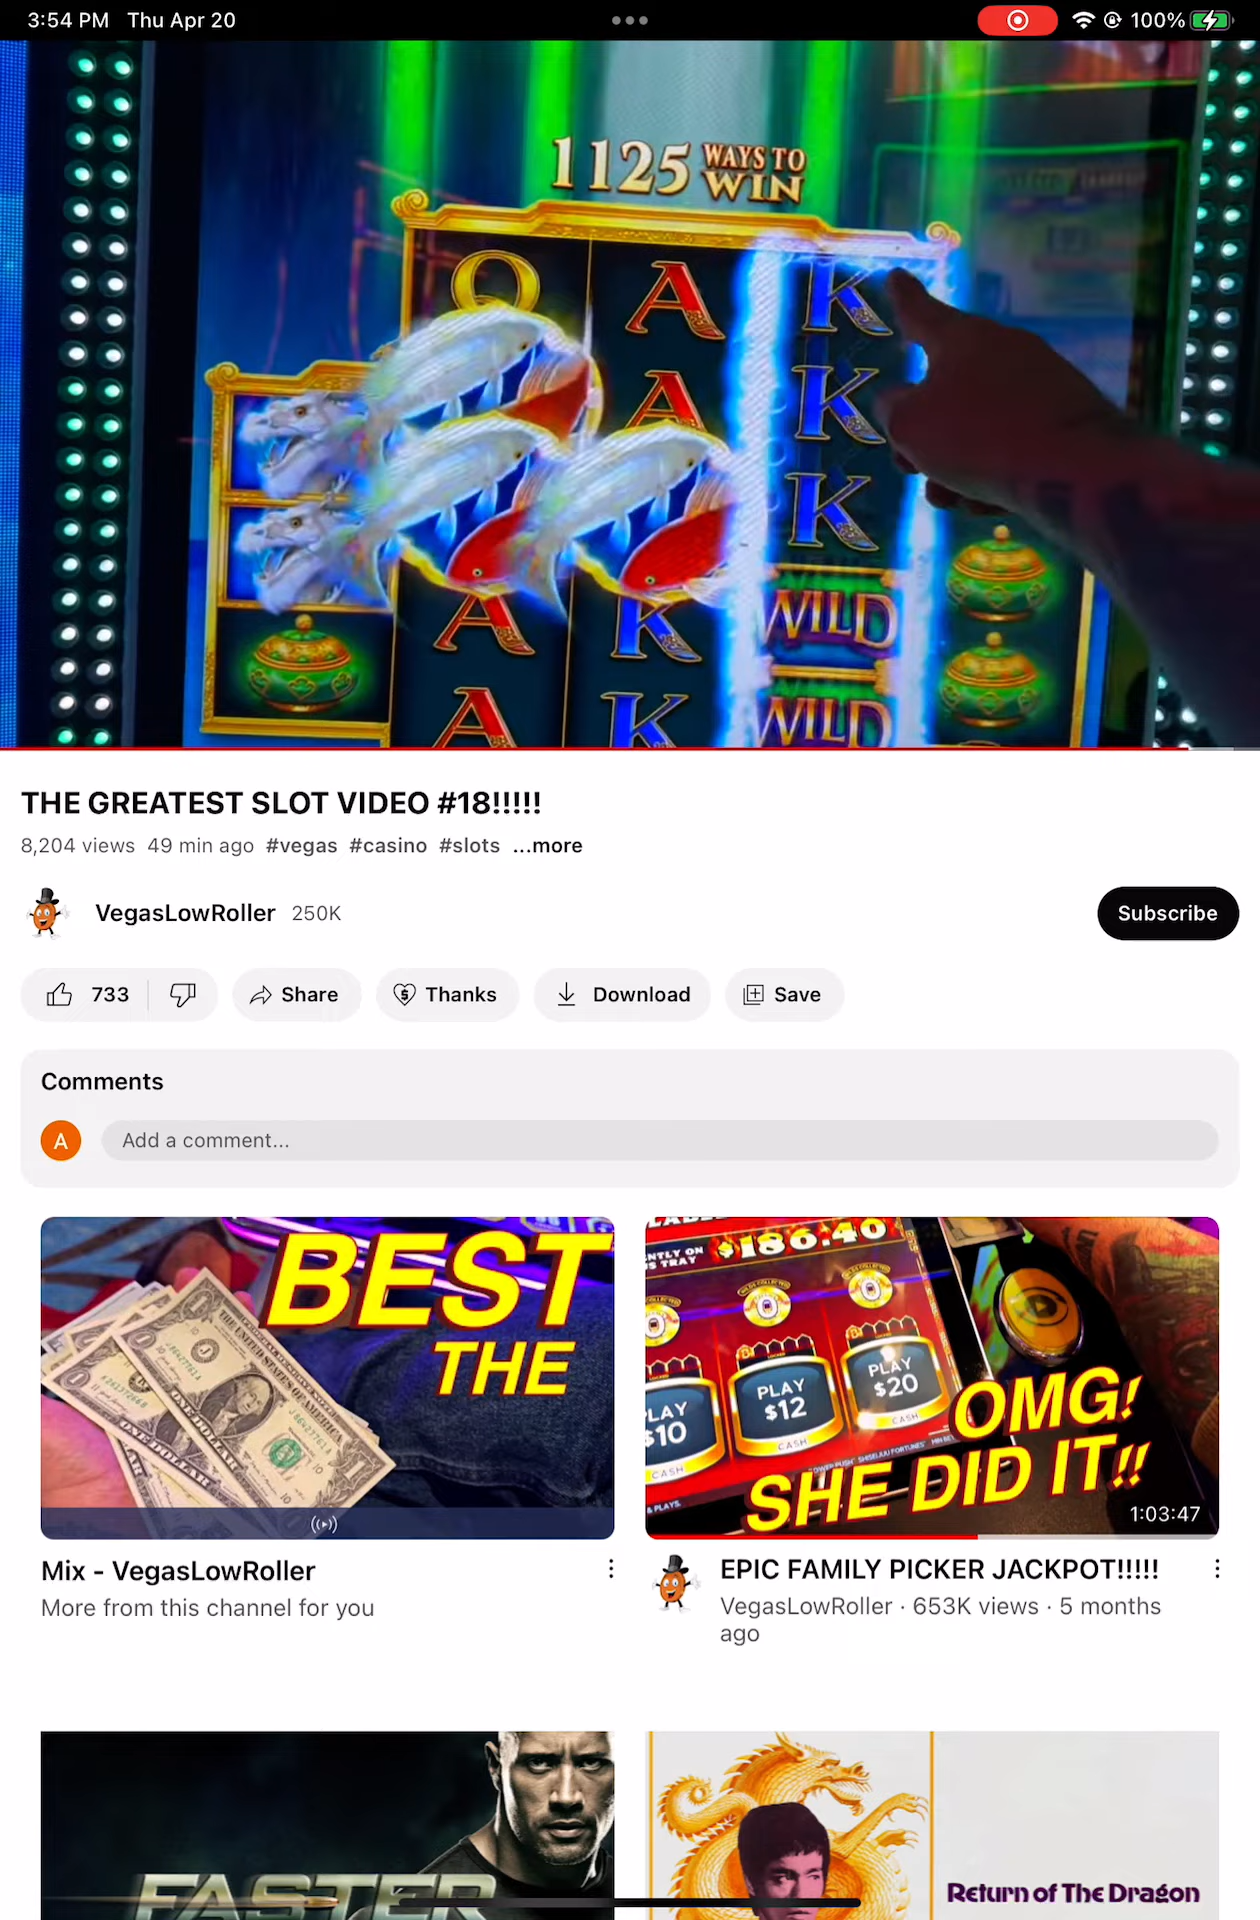 3:54 PM Thu Apr 20
100%
1125 WAYS TO WIN
Q A K
A K
K
A K WILD
A K WILD
THE GREATEST SLOT VIDEO #18!!!!!
8,204 views 49 min ago #vegas #casino #slots ...more
VegasLowRoller 250K
Subscribe
733
Share
Thanks
Download
Save
Comments
A
Add a comment...
BEST
THE
$186.40
PLAY $12
CASH
PLAY $20
CASH
CASH
OMG!
SHE DID IT!!
1:03:47
Mix - VegasLowRoller
More from this channel for you
EPIC FAMILY PICKER JACKPOT!!!!!
VegasLowRoller · 653K views · 5 months
ago
FASTER
Return of The Dragon